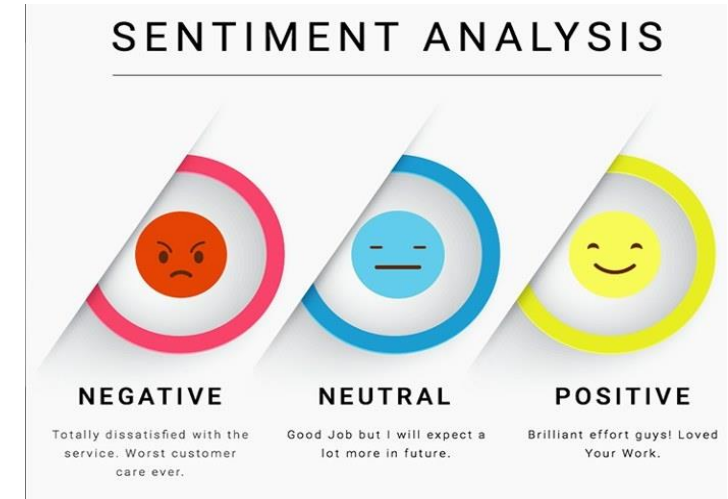 SENTIMENT ANALYSIS
NEGATIVE
Totally dissatisfied with the
service. Worst customer
care ever.
NEUTRAL
Good Job but I will expect a
lot more in future.
POSITIVE
Brilliant effort guys! Loved
Your Work.